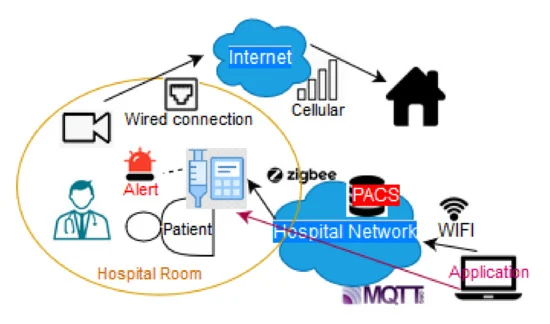 Internet
Cellular
Wired connection
Alert
zigbee
PACS
Patient
Hospital Network
WIFI
Hospital Room
Application
MQTT